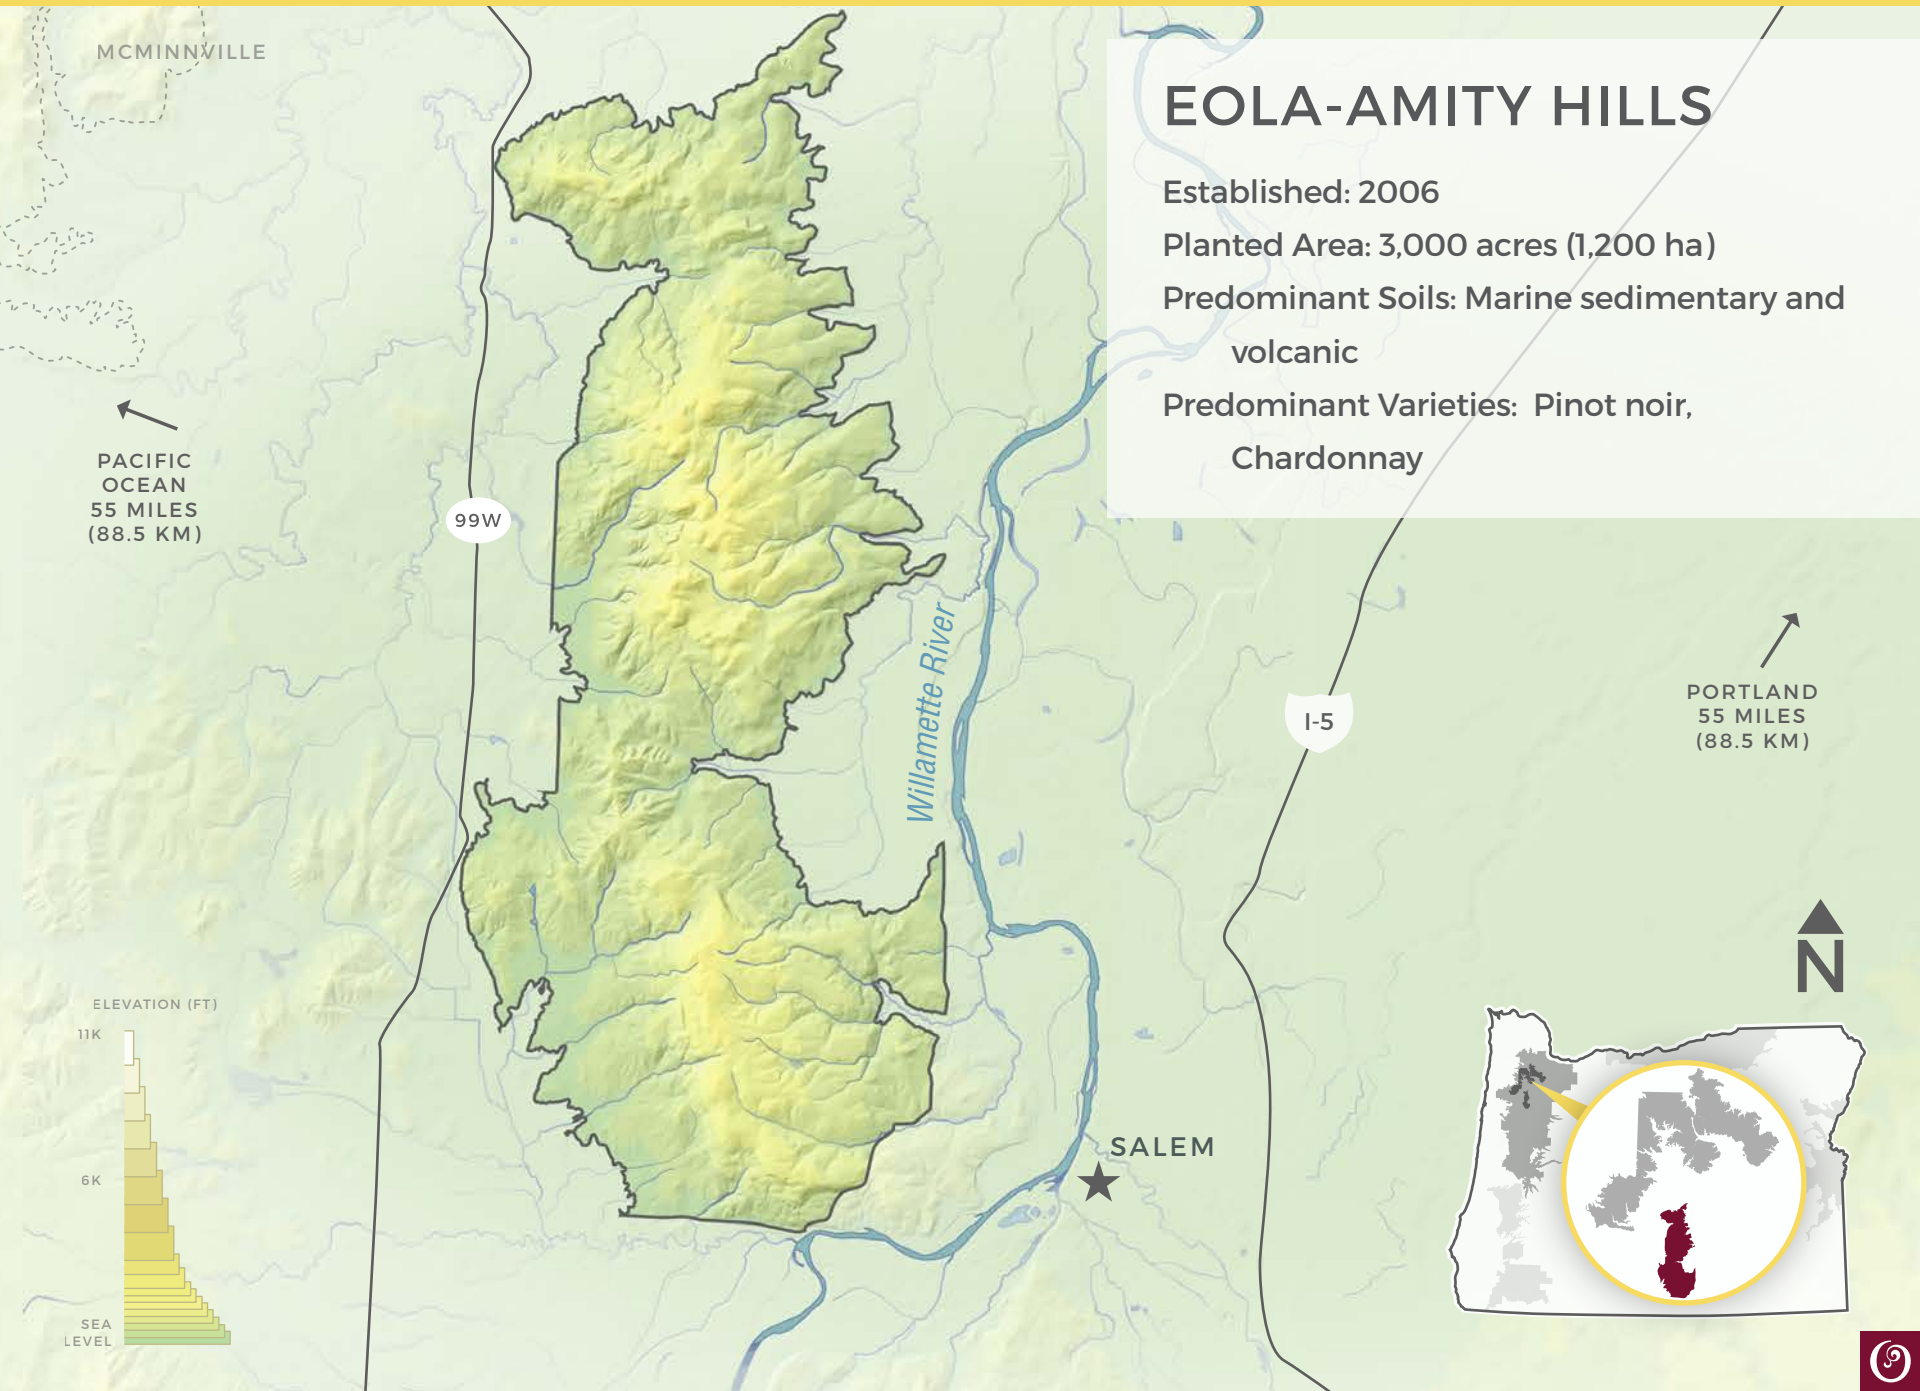 MCMINNVILLE
EOLA-AMITY HILLS
Established: 2006
Planted Area: 3,000 acres (1,200 ha)
Predominant Soils: Marine sedimentary and
volcanic
Predominant Varieties: Pinot noir,
Chardonnay
PACIFIC
OCEAN
55 MILES
(88.5 KM)
99W
Willamette River
I-5
PORTLAND
55 MILES
(88.5 KM)
N
SALEM
ELEVATION (FT)
11K
6K
SEA
LEVEL